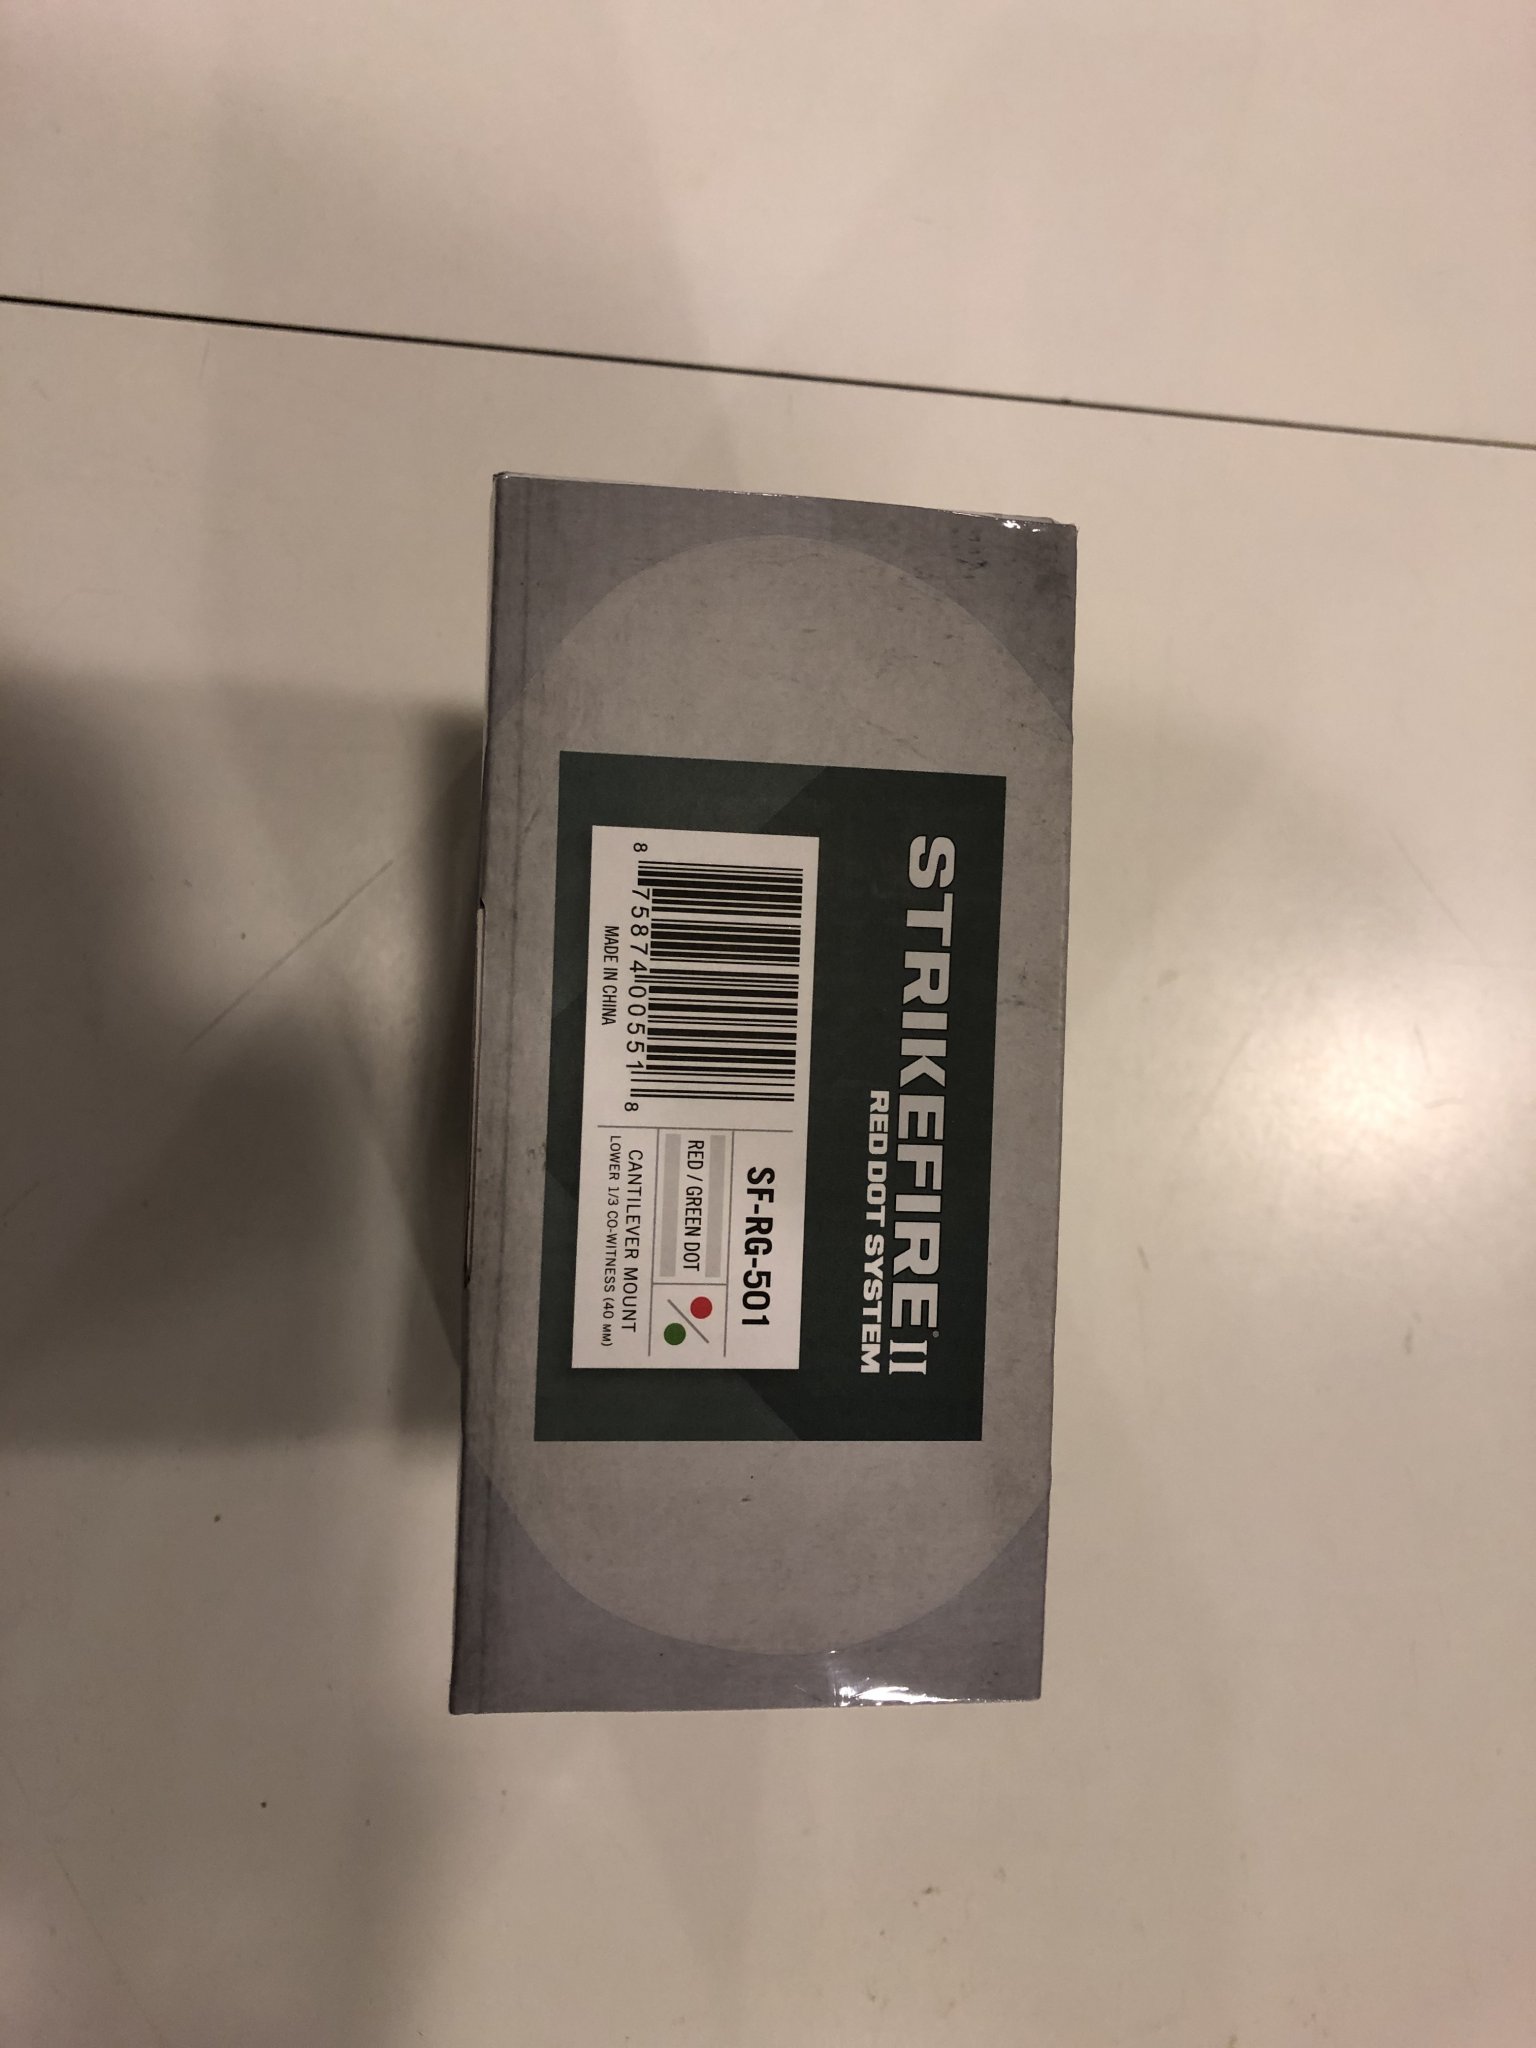 STRIKEFIRE® II
RED DOT SYSTEM
SF-RG-501
RED / GREEN DOT
CANTILEVER MOUNT
LOWER 1/3 CO-WITNESS (40 MM)
8 75874 00551 8
MADE IN CHINA